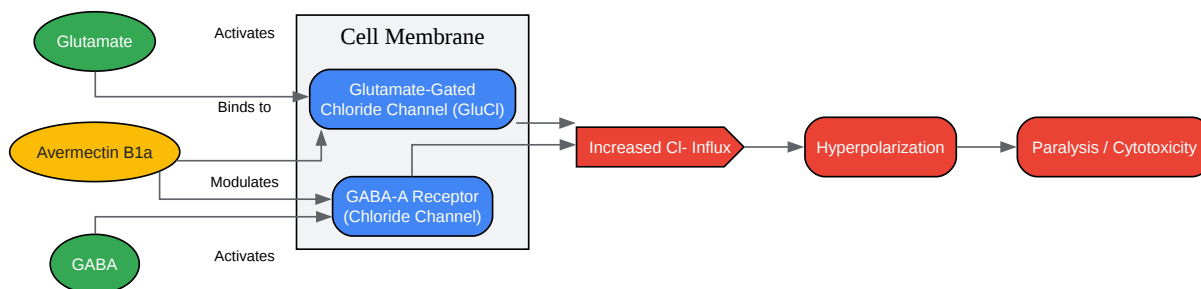 Glutamate
Activates
Cell Membrane
Glutamate-Gated
Chloride Channel (GluCl)
Binds to
Avermectin B1a
Increased Cl- Influx
Hyperpolarization
Paralysis / Cytotoxicity
Modulates
GABA-A Receptor
(Chloride Channel)
GABA
Activates